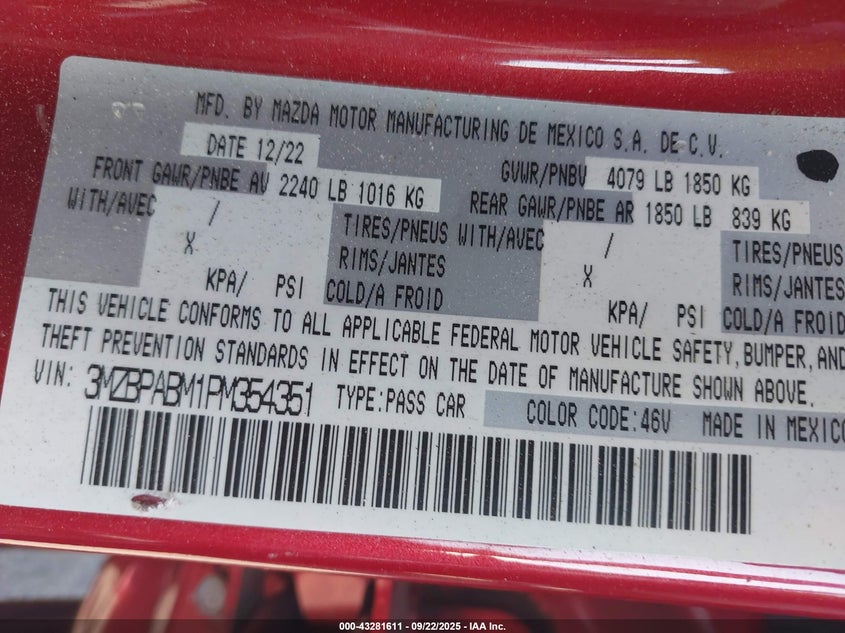 MFD. BY MAZDA MOTOR MANUFACTURING DE MEXICO S.A. DE C.V.
DATE 12/22 GVWR/PNBV 4079 LB 1850 KG
FRONT GAWR/PNBE AV 2240 LB 1016 KG REAR GAWR/PNBE AR 1850 LB 839 KG
WITH/AVEC / TIRES/PNEUS WITH/AVEC / TIRES/PNEUS
X RIMS/JANTES X RIMS/JANTES
KPA/ PSI COLD/A FROID KPA/ PSI COLD/A FROID
THIS VEHICLE CONFORMS TO ALL APPLICABLE FEDERAL MOTOR VEHICLE SAFETY, BUMPER, AND
THEFT PREVENTION STANDARDS IN EFFECT ON THE DATE OF MANUFACTURE SHOWN ABOVE.
VIN: 3MZBPABM1PM354351 TYPE:PASS CAR COLOR CODE:46V MADE IN MEXICO
000-43281611 - 09/22/2025 - IAA Inc.